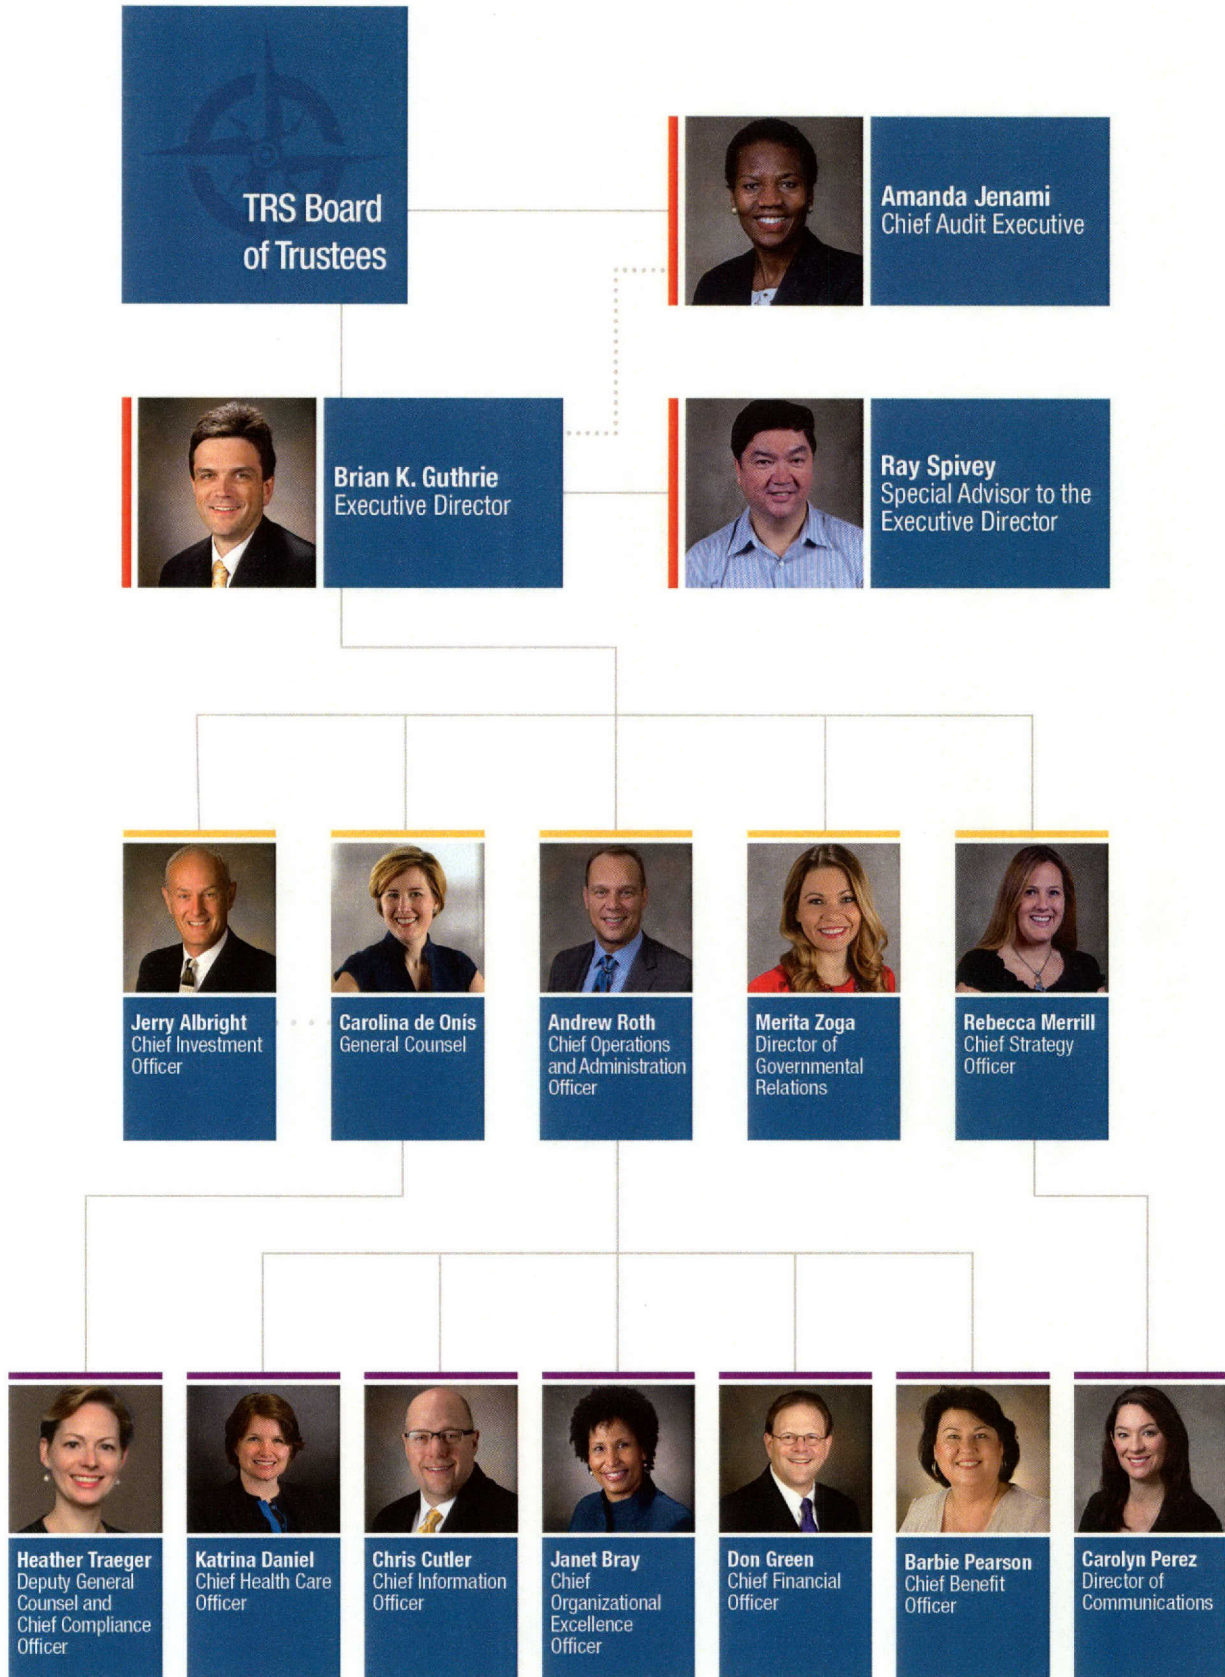 TRS Board
of Trustees
Amanda Jenami
Chief Audit Executive
Brian K. Guthrie
Executive Director
Ray Spivey
Special Advisor to the
Executive Director
Jerry Albright
Chief Investment
Officer
Carolina de Onís
General Counsel
Andrew Roth
Chief Operations
and Administration
Officer
Merita Zoga
Director of
Governmental
Relations
Rebecca Merrill
Chief Strategy
Officer
Heather Traeger
Deputy General
Counsel and
Chief Compliance
Officer
Katrina Daniel
Chief Health Care
Officer
Chris Cutler
Chief Information
Officer
Janet Bray
Chief
Organizational
Excellence
Officer
Don Green
Chief Financial
Officer
Barbie Pearson
Chief Benefit
Officer
Carolyn Perez
Director of
Communications